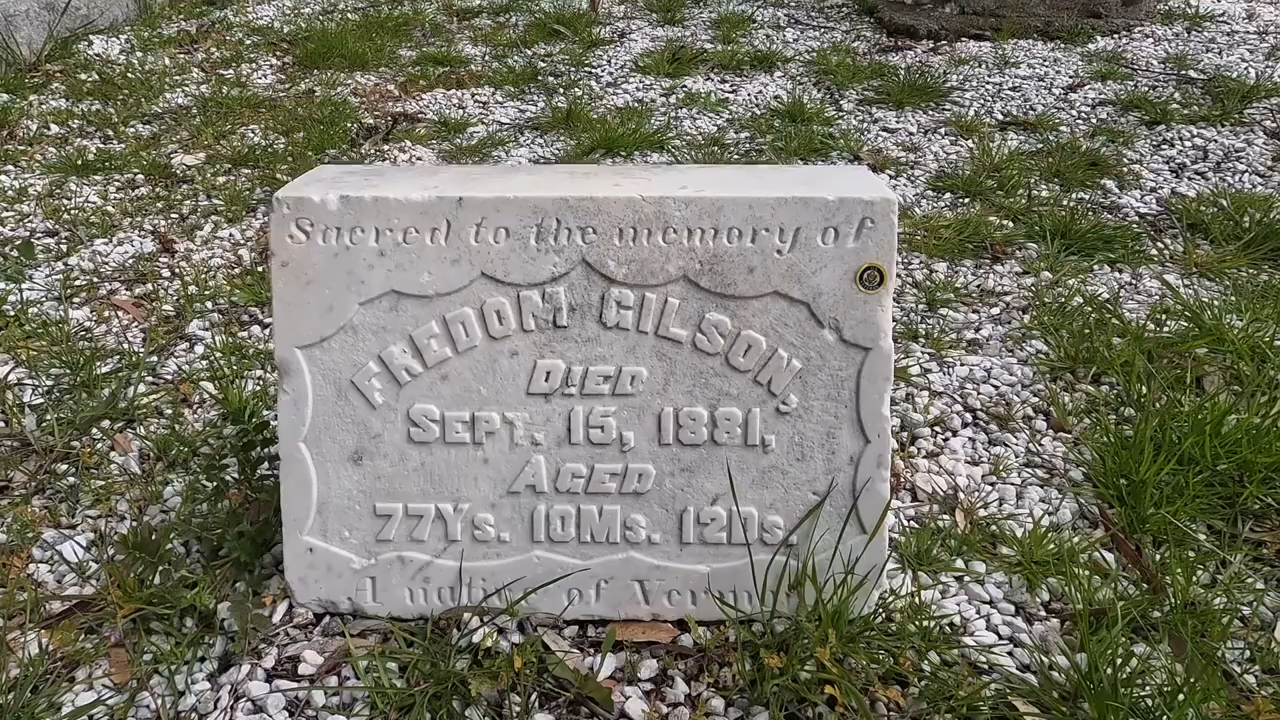 Sacred to the memory of
FREDOM GILSON,
DIED
SEPT. 15, 1881,
AGED
77Ys. 10Ms. 12Ds.
A native of Vermont